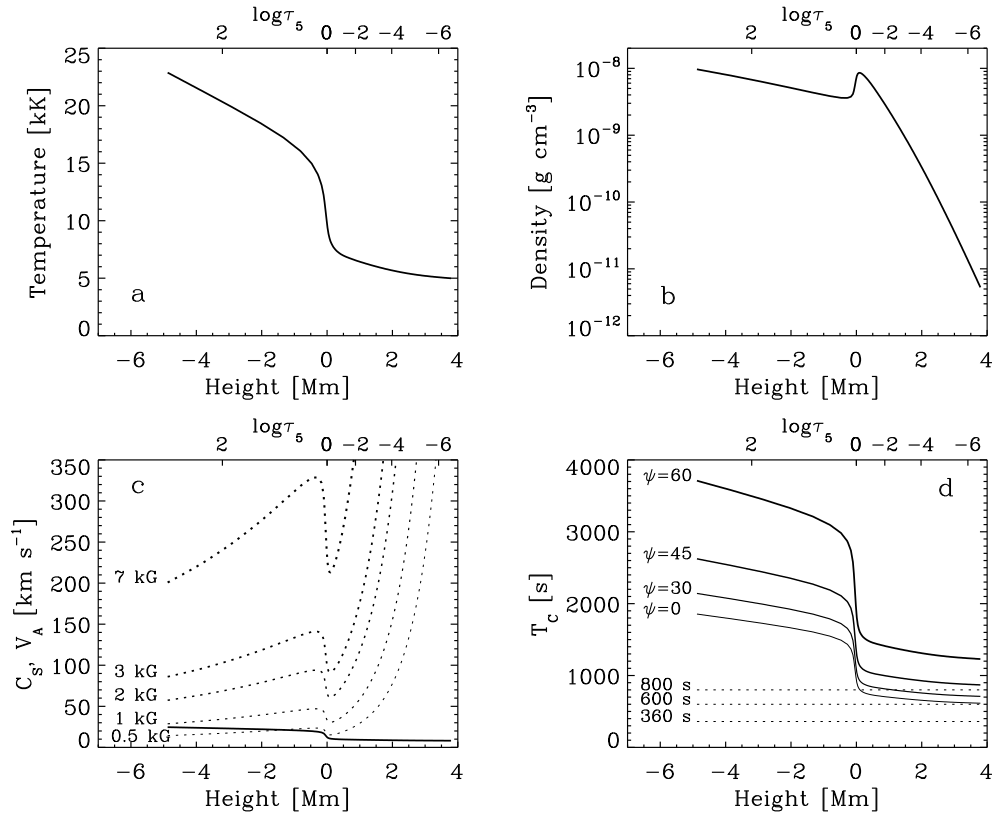 logτ5
2 0 −2 −4 −6
25
20
15
10
5
0
Temperature [kK]
a
−6 −4 −2 0 2 4
Height [Mm]
logτ5
2 0 −2 −4 −6
10−8
10−9
10−10
10−11
10−12
Density [g cm−3]
b
−6 −4 −2 0 2 4
Height [Mm]
logτ5
2 0 −2 −4 −6
350
300
250
200
150
100
50
0
CS, VA [km s−1]
c
7 kG
3 kG
2 kG
1 kG
0.5 kG
−6 −4 −2 0 2 4
Height [Mm]
logτ5
2 0 −2 −4 −6
4000
3000
2000
1000
0
TC [s]
d
ψ=60
ψ=45
ψ=30
ψ=0
800 s
600 s
360 s
−6 −4 −2 0 2 4
Height [Mm]